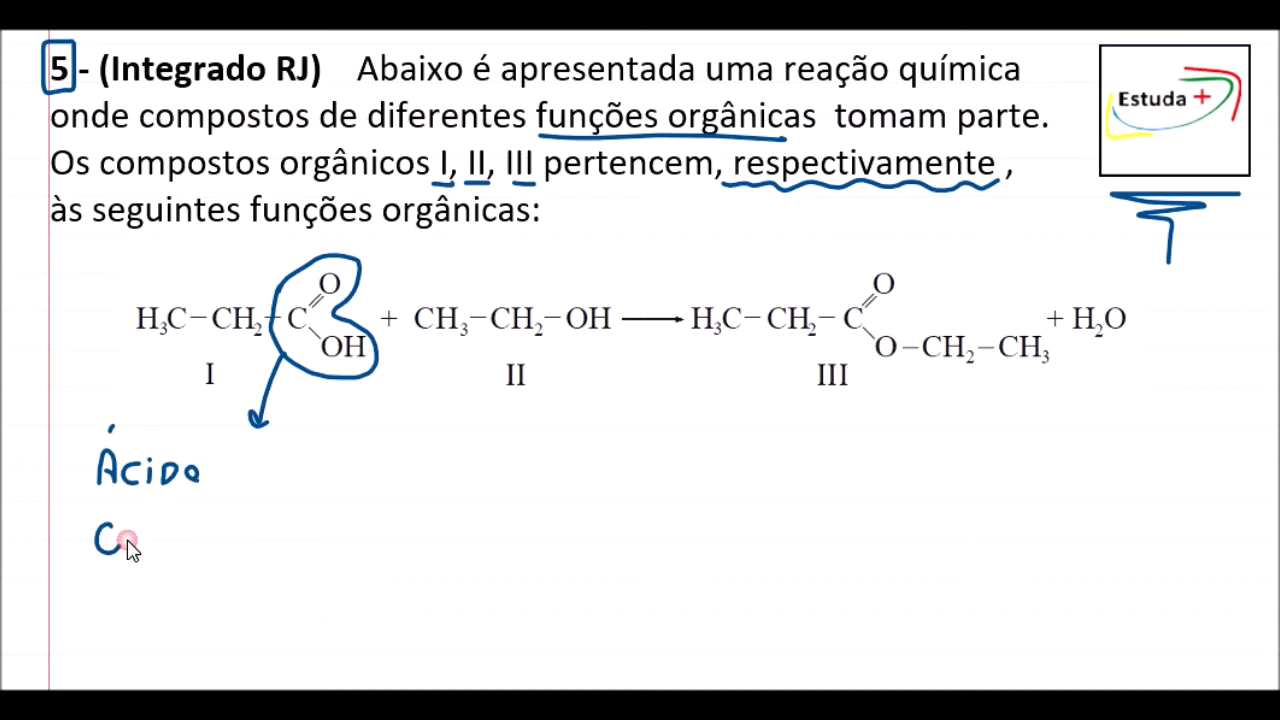 5 - (Integrado RJ) Abaixo é apresentada uma reação química
onde compostos de diferentes funções orgânicas tomam parte.
Os compostos orgânicos I, II, III pertencem, respectivamente ,
às seguintes funções orgânicas:
Estuda +
O O
H₃C–CH₂–C + CH₃–CH₂–OH ⟶ H₃C–CH₂–C + H₂O
OH O–CH₂–CH₃
I II III
Ácido
C